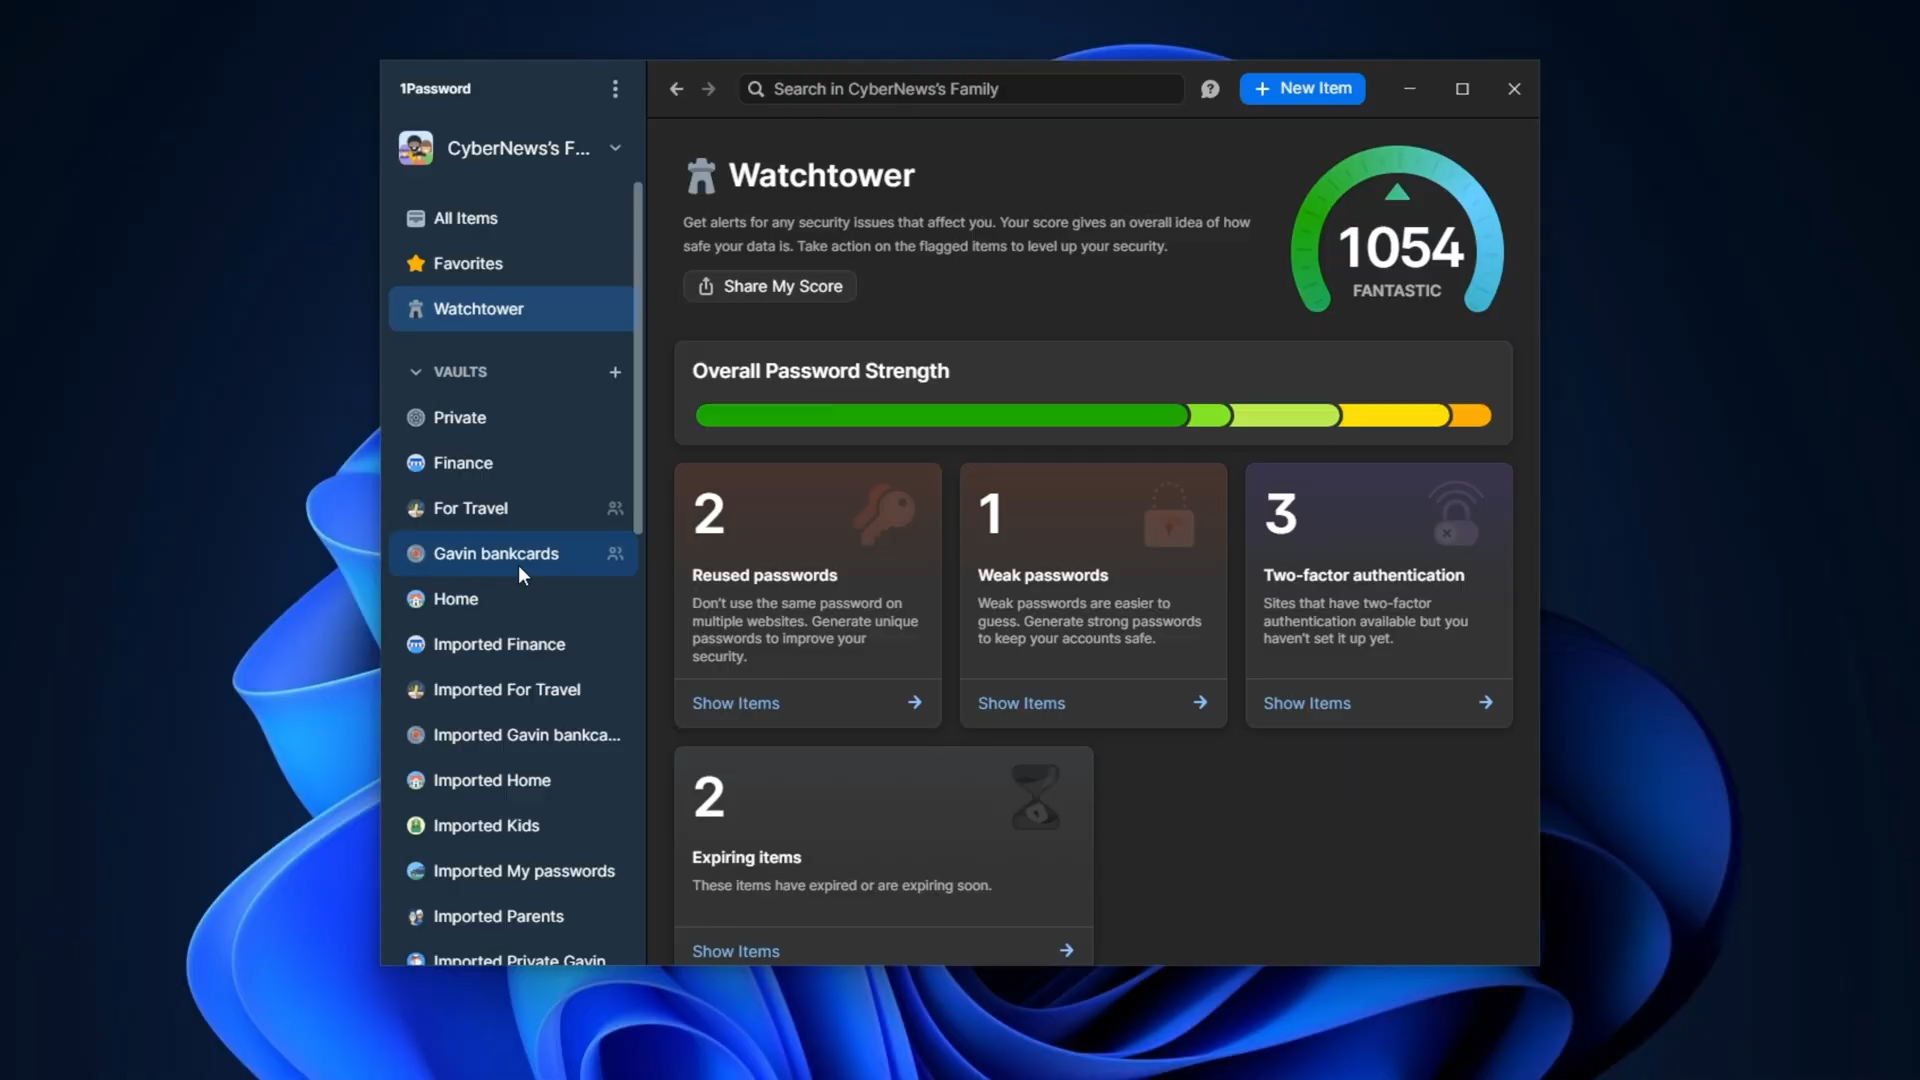 1Password
Search in CyberNews's Family
New Item
CyberNews's F...
All Items
Favorites
Watchtower
VAULTS
Private
Finance
For Travel
Gavin bankcards
Home
Imported Finance
Imported For Travel
Imported Gavin bankca...
Imported Home
Imported Kids
Imported My passwords
Imported Parents
Imported Private Gavin
Watchtower
Get alerts for any security issues that affect you. Your score gives an overall idea of how
safe your data is. Take action on the flagged items to level up your security.
Share My Score
1054
FANTASTIC
Overall Password Strength
2
Reused passwords
Don't use the same password on
multiple websites. Generate unique
passwords to improve your
security.
Show Items
1
Weak passwords
Weak passwords are easier to
guess. Generate strong passwords
to keep your accounts safe.
Show Items
3
Two-factor authentication
Sites that have two-factor
authentication available but you
haven't set it up yet.
Show Items
2
Expiring items
These items have expired or are expiring soon.
Show Items